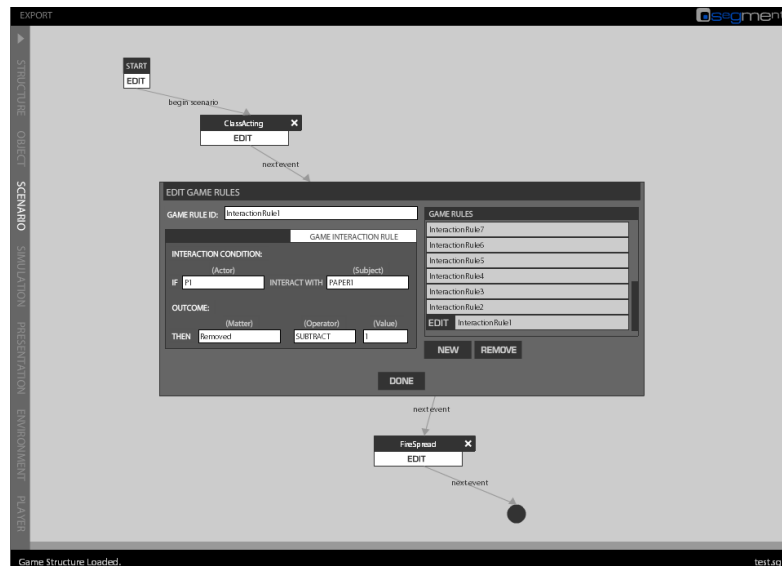 EXPORT
segment
START
EDIT
begin scenario
ClassActing
EDIT
next event
EDIT GAME RULES
GAME RULE ID: InteractionRule1
GAME INTERACTION RULE
INTERACTION CONDITION:
(Actor) (Subject)
IF P1 INTERACT WITH PAPER1
OUTCOME:
(Matter) (Operator) (Value)
THEN Removed SUBTRACT 1
GAME RULES
InteractionRule7
InteractionRule6
InteractionRule5
InteractionRule4
InteractionRule3
InteractionRule2
EDIT InteractionRule1
NEW REMOVE
DONE
next event
FireSpread
EDIT
next event
STRUCTURE
OBJECT
SCENARIO
SIMULATION
PRESENTATION
ENVIRONMENT
PLAYER
Game Structure Loaded.